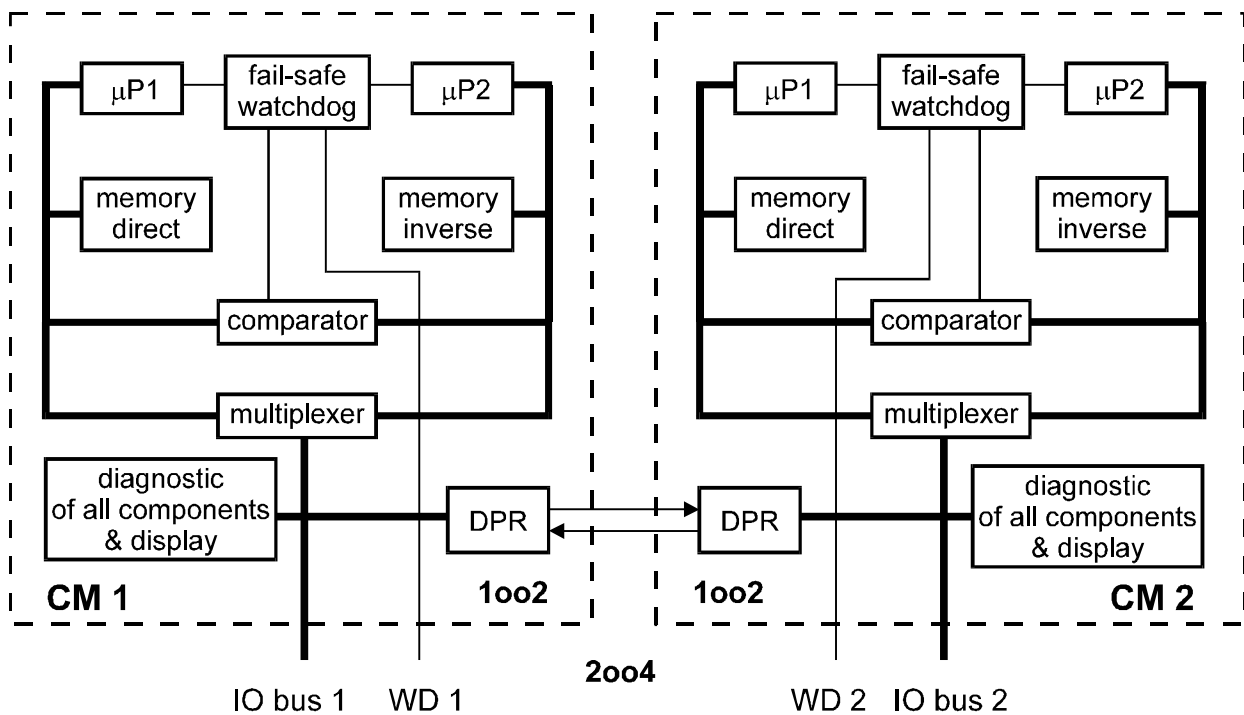 μP1
fail-safe
watchdog
μP2
memory
direct
memory
inverse
comparator
multiplexer
diagnostic
of all components
& display
DPR
CM 1
1oo2
IO bus 1
WD 1
μP1
fail-safe
watchdog
μP2
memory
direct
memory
inverse
comparator
multiplexer
DPR
diagnostic
of all components
& display
1oo2
CM 2
2oo4
WD 2
IO bus 2